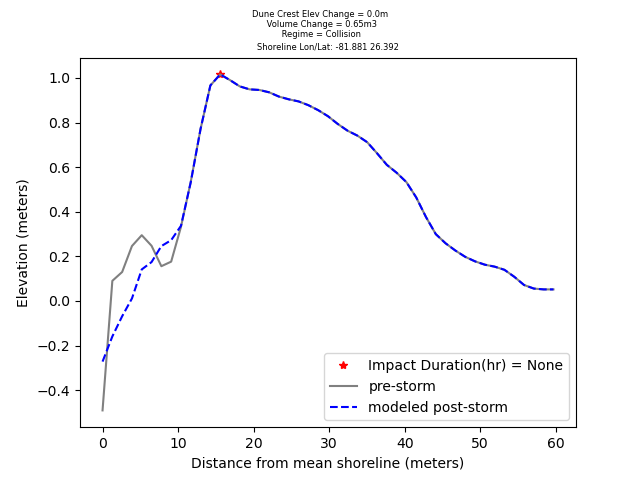 Dune Crest Elev Change = 0.0m
Volume Change = 0.65m3
Regime = Collision
Shoreline Lon/Lat: -81.881 26.392
1.0
0.8
0.6
0.4
0.2
0.0
−0.2
−0.4
Elevation (meters)
Impact Duration(hr) = None
pre-storm
modeled post-storm
0 10 20 30 40 50 60
Distance from mean shoreline (meters)